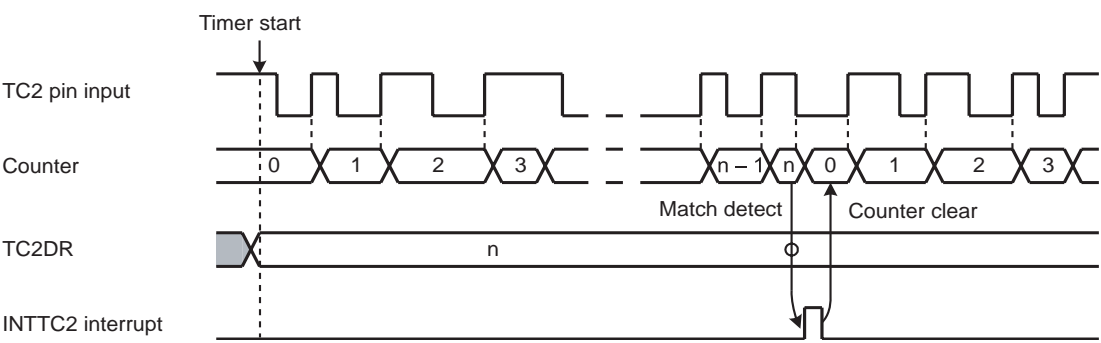 Timer start
TC2 pin input
Counter
0 1 2 3 n – 1 n 0 1 2 3
Match detect
Counter clear
TC2DR
n
INTTC2 interrupt